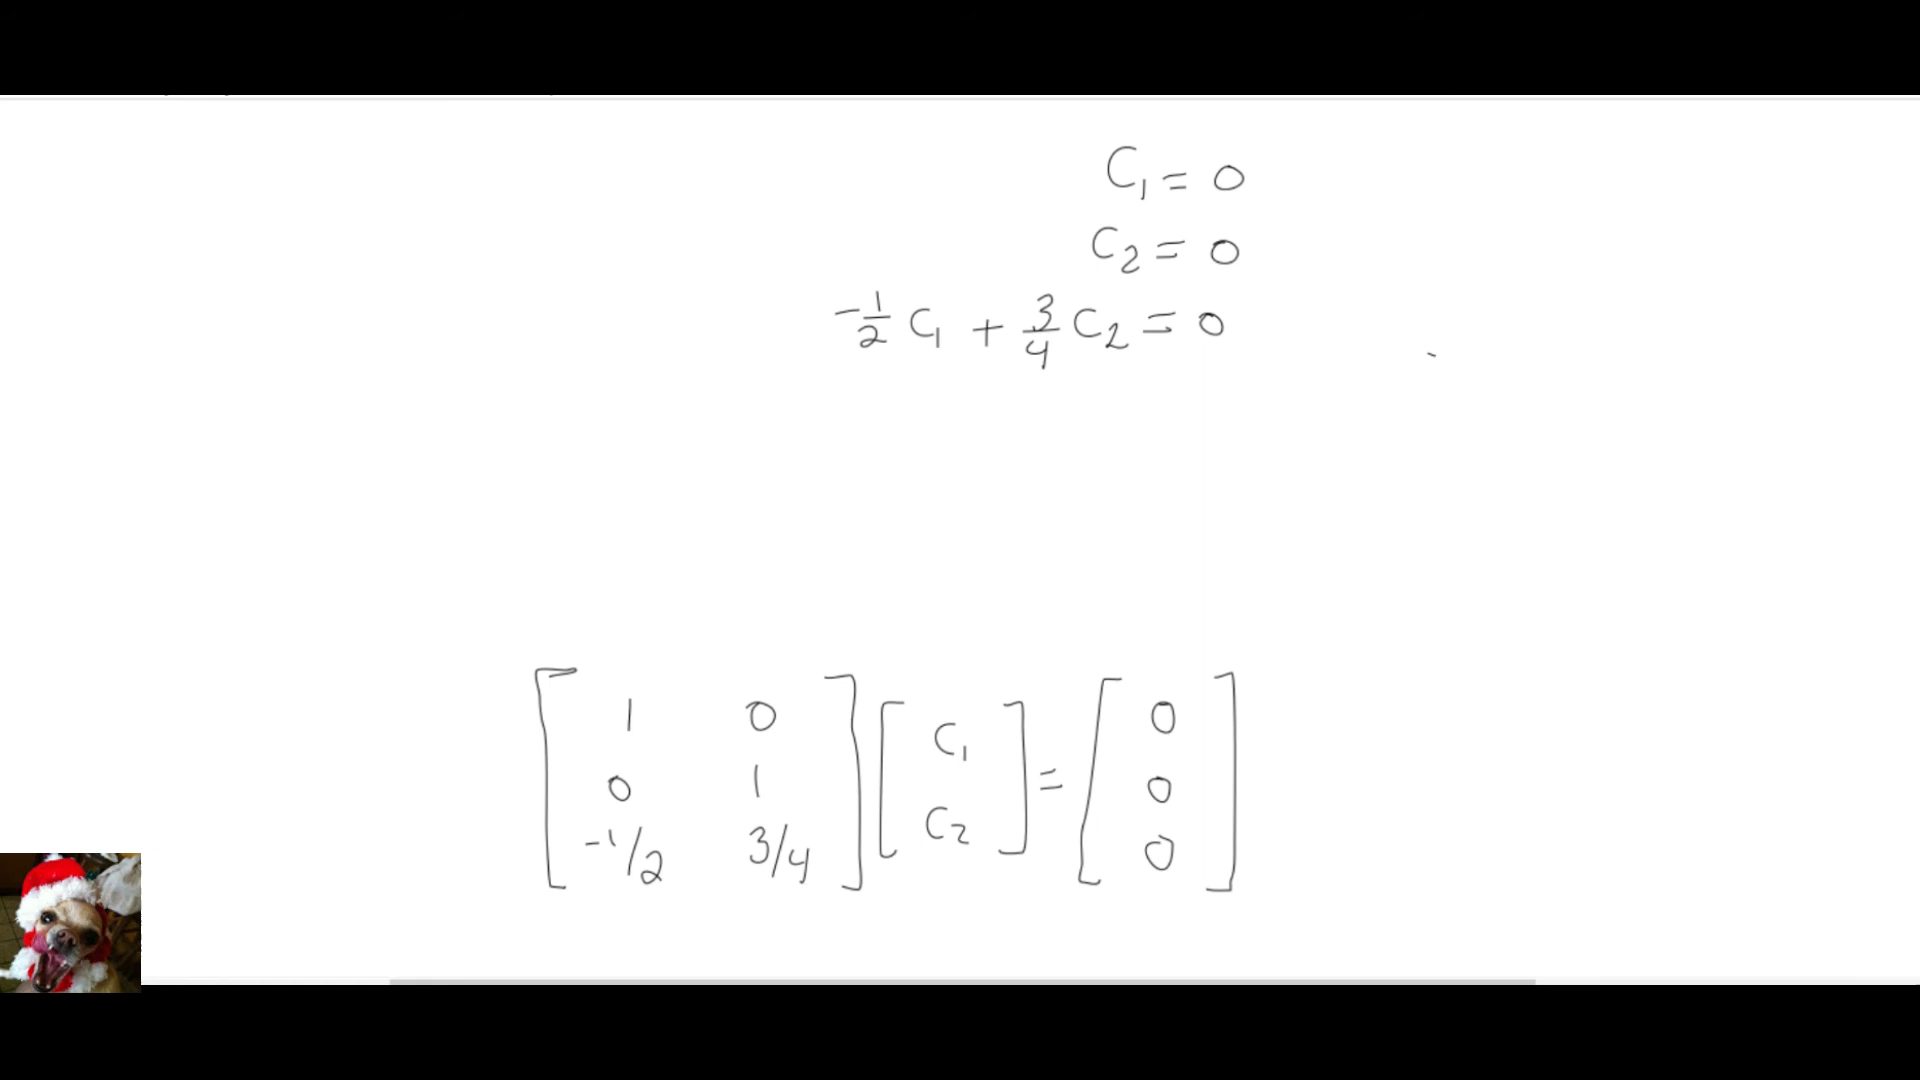 C₁ = 0
C₂ = 0
-1/2 C₁ + 3/4 C₂ = 0
[ 1 0 ] [ C₁ ] = [ 0 ]
[ 0 1 ] [ C₂ ] [ 0 ]
[ -1/2 3/4 ] [ 0 ]